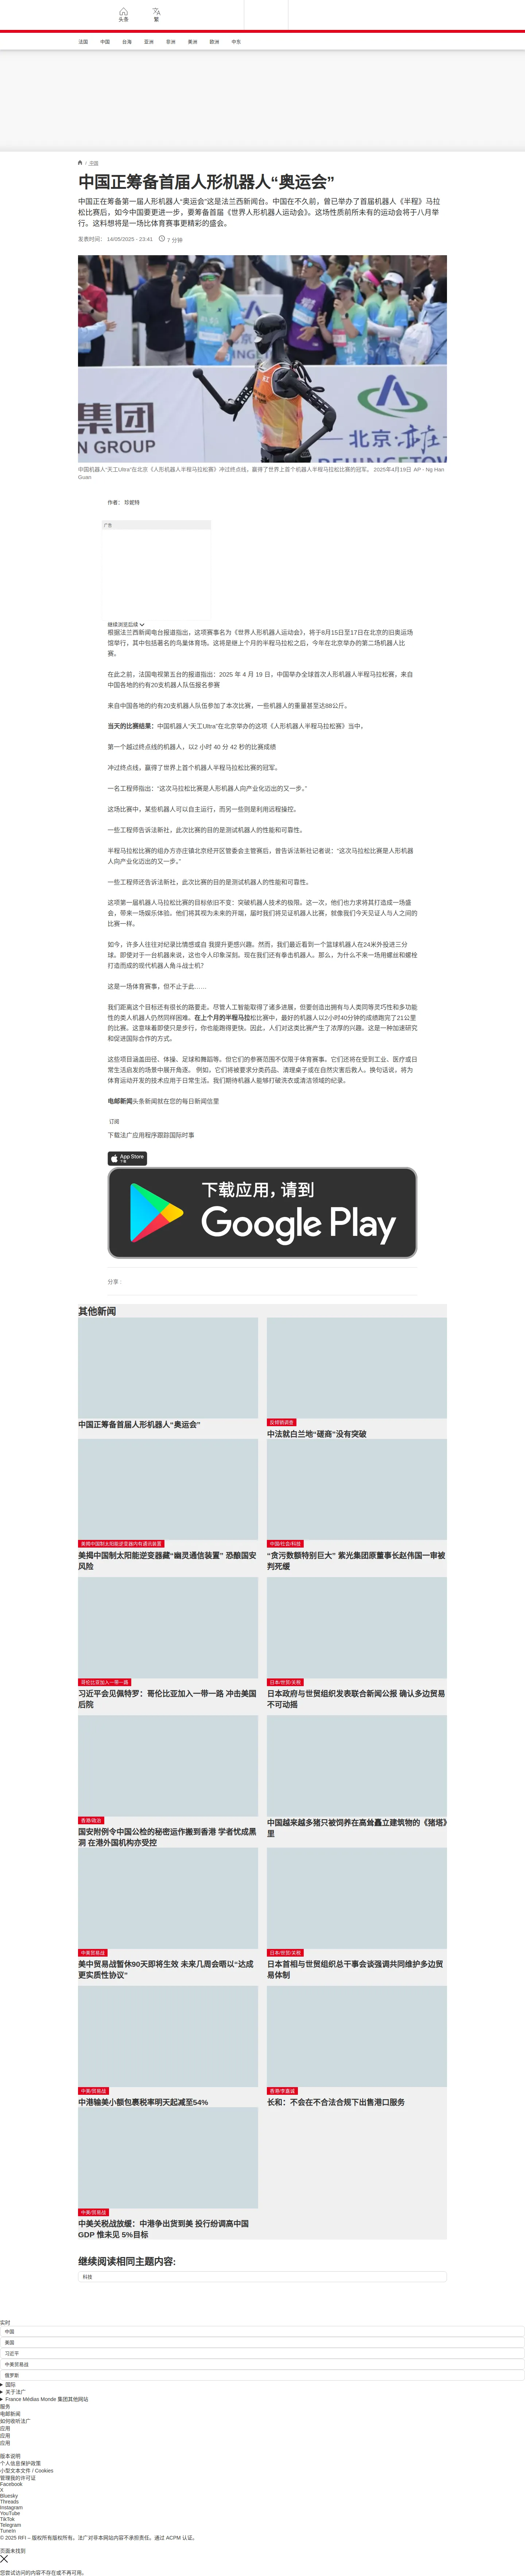 头条
繁
法国
中国
台海
亚洲
非洲
美洲
欧洲
中东
/ 中国
中国正筹备首届人形机器人“奥运会”
中国正在筹备第一届人形机器人“奥运会”这是法兰西新闻台。中国在不久前，曾已举办了首届机器人《半程》马拉
松比赛后，如今中国要更进一步，要筹备首届《世界人形机器人运动会》。这场性质前所未有的运动会将于八月举
行。这料想将是一场比体育赛事更精彩的盛会。
发表时间： 14/05/2025 - 23:41
7 分钟
集团
NG GROUP
北京·亦庄
中国机器人“天工Ultra”在北京《人形机器人半程马拉松赛》冲过终点线，赢得了世界上首个机器人半程马拉松比赛的冠军。 2025年4月19日 AP - Ng Han
Guan
作者： 珍妮特
广告
继续浏览后续
根据法兰西新闻电台报道指出，这项赛事名为《世界人形机器人运动会》，将于8月15日至17日在北京的旧奥运场
馆举行，其中包括著名的鸟巢体育场。这将是继上个月的半程马拉松之后，今年在北京举办的第二场机器人比
赛。
在此之前，法国电视第五台的报道指出：2025 年 4 月 19 日，中国举办全球首次人形机器人半程马拉松赛，来自
中国各地的约有20支机器人队伍报名参赛
来自中国各地的约有20支机器人队伍参加了本次比赛，一些机器人的重量甚至达88公斤。
当天的比赛结果：中国机器人“天工Ultra”在北京举办的这项《人形机器人半程马拉松赛》当中，
第一个越过终点线的机器人，以2 小时 40 分 42 秒的比赛成绩
冲过终点线，赢得了世界上首个机器人半程马拉松比赛的冠军。
一名工程师指出：“这次马拉松比赛是人形机器人向产业化迈出的又一步。”
这场比赛中，某些机器人可以自主运行，而另一些则是利用远程操控。
一些工程师告诉法新社，此次比赛的目的是测试机器人的性能和可靠性。
半程马拉松比赛的组办方亦庄镇北京经开区管委会主管赛后，曾告诉法新社记者说：“这次马拉松比赛是人形机器
人向产业化迈出的又一步。”
一些工程师还告诉法新社，此次比赛的目的是测试机器人的性能和可靠性。
这项第一届机器人马拉松比赛的目标依旧不变：突破机器人技术的极限。这一次，他们也力求将其打造成一场盛
会，带来一场娱乐体验。他们将其视为未来的开端，届时我们将见证机器人比赛，就像我们今天见证人与人之间的
比赛一样。
如今，许多人往往对纪录比情感或自 我提升更感兴趣。然而，我们最近看到一个篮球机器人在24米外投进三分
球。即使对于一台机器来说，这也令人印象深刻。现在我们还有拳击机器人。那么，为什么不来一场用螺丝和螺栓
打造而成的现代机器人角斗战士机?
这是一场体育赛事，但不止于此……
我们距离这个目标还有很长的路要走。尽管人工智能取得了诸多进展，但要创造出拥有与人类同等灵巧性和多功能
性的类人机器人仍然同样困难。在上个月的半程马拉松比赛中，最好的机器人以2小时40分钟的成绩跑完了21公里
的比赛。这意味着即使只是步行，你也能跑得更快。因此，人们对这类比赛产生了浓厚的兴趣。这是一种加速研究
和促进国际合作的方式。
这些项目涵盖田径、体操、足球和舞蹈等。但它们的参赛范围不仅限于体育赛事。它们还将在受到工业、医疗或日
常生活启发的场景中展开角逐。 例如，它们将被要求分类药品、清理桌子或在自然灾害后救人。换句话说，将为
体育运动开发的技术应用于日常生活。我们期待机器人能够打破洗衣或清洁领域的纪录。
电邮新闻头条新闻就在您的每日新闻信里
订阅
下载法广应用程序跟踪国际时事
App Store
下载应用，请到
Google Play
分享：
其他新闻
中国正筹备首届人形机器人“奥运会”
反倾销调查
中法就白兰地“磋商”没有突破
美揭中国制太阳能逆变器内有通讯装置
美揭中国制太阳能逆变器藏“幽灵通信装置” 恐酿国安
风险
中国/社会/科技
“贪污数额特别巨大” 紫光集团原董事长赵伟国一审被
判死缓
哥伦比亚加入一带一路
习近平会见佩特罗：哥伦比亚加入一带一路 冲击美国
后院
日本/世贸/关税
日本政府与世贸组织发表联合新闻公报 确认多边贸易
不可动摇
香港/政治
国安附例令中国公检的秘密运作搬到香港 学者忧成黑
洞 在港外国机构亦受控
中国越来越多猪只被饲养在高耸矗立建筑物的《猪塔》
里
中美贸易战
美中贸易战暂休90天即将生效 未来几周会晤以“达成
更实质性协议”
日本/世贸/关税
日本首相与世贸组织总干事会谈强调共同维护多边贸
易体制
中美/贸易战
中港输美小额包裹税率明天起减至54%
香港/李嘉诚
长和：不会在不合法合规下出售港口服务
中美/贸易战
中美关税战放缓：中港争出货到美 投行纷调高中国
GDP 惟未见 5%目标
继续阅读相同主题内容:
科技
实时
中国
美国
习近平
中美贸易战
俄罗斯
国际
关于法广
France Médias Monde 集团其他网站
服务
电邮新闻
如何收听法广
应用
应用
应用
版本说明
个人信息保护政策
小型文本文件 / Cookies
管理我的许可证
Facebook
X
Bluesky
Threads
Instagram
YouTube
TikTok
Telegram
TuneIn
© 2025 RFI – 版权所有版权所有。法广对非本网站内容不承担责任。通过 ACPM 认证。
页面未找到
您尝试访问的内容不存在或不再可用。